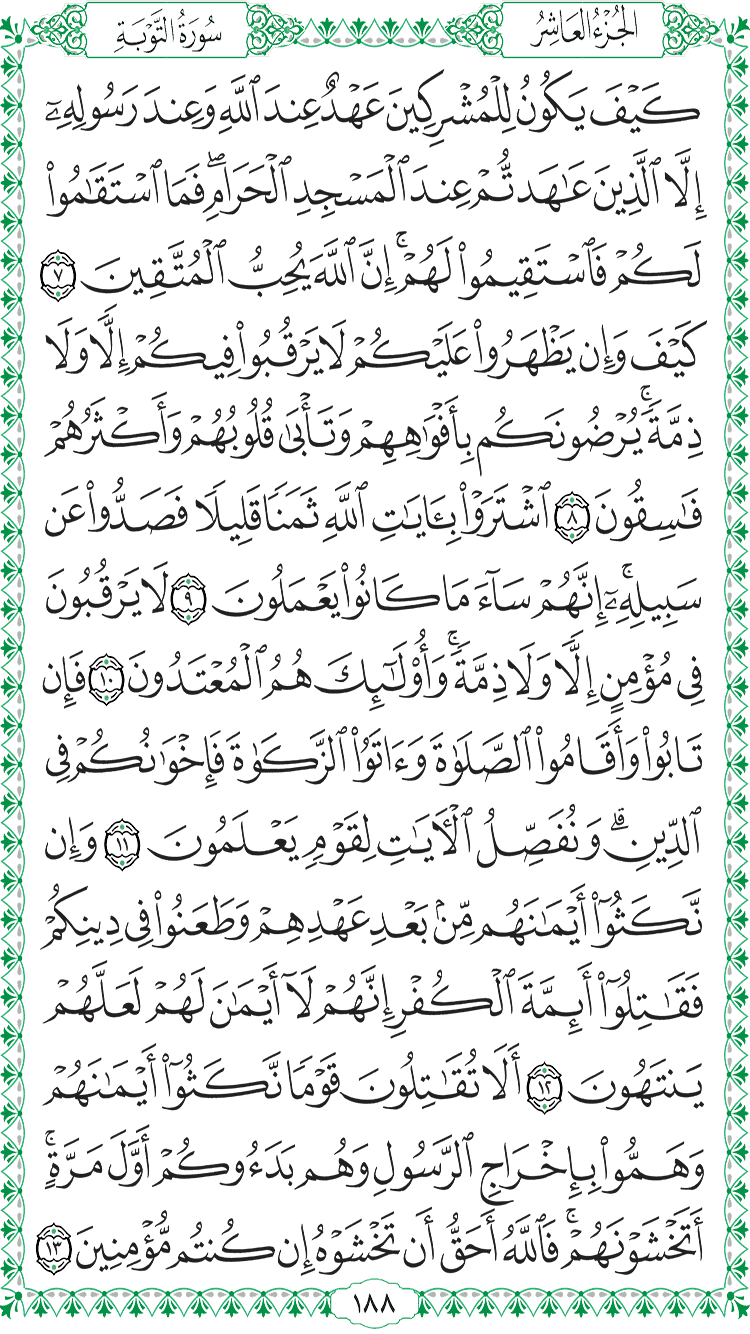 الجُزْءُ العَاشِرُ
سُورَةُ التَّوْبَةِ
كَيْفَ يَكُونُ لِلْمُشْرِكِينَ عَهْدٌ عِندَ ٱللَّهِ وَعِندَ رَسُولِهِۦٓ
إِلَّا ٱلَّذِينَ عَٰهَدتُّمْ عِندَ ٱلْمَسْجِدِ ٱلْحَرَامِۖ فَمَا ٱسْتَقَٰمُوا۟
لَكُمْ فَٱسْتَقِيمُوا۟ لَهُمْۚ إِنَّ ٱللَّهَ يُحِبُّ ٱلْمُتَّقِينَ ٧
كَيْفَ وَإِن يَظْهَرُوا۟ عَلَيْكُمْ لَا يَرْقُبُوا۟ فِيكُمْ إِلًّا وَلَا
ذِمَّةًۚ يُرْضُونَكُم بِأَفْوَٰهِهِمْ وَتَأْبَىٰ قُلُوبُهُمْ وَأَكْثَرُهُمْ
فَٰسِقُونَ ٨ ٱشْتَرَوْا۟ بِـَٔايَٰتِ ٱللَّهِ ثَمَنًا قَلِيلًا فَصَدُّوا۟ عَن
سَبِيلِهِۦٓۚ إِنَّهُمْ سَآءَ مَا كَانُوا۟ يَعْمَلُونَ ٩ لَا يَرْقُبُونَ
فِى مُؤْمِنٍ إِلًّا وَلَا ذِمَّةًۚ وَأُو۟لَٰٓئِكَ هُمُ ٱلْمُعْتَدُونَ ١٠ فَإِن
تَابُوا۟ وَأَقَامُوا۟ ٱلصَّلَوٰةَ وَءَاتَوُا۟ ٱلزَّكَوٰةَ فَإِخْوَٰنُكُمْ فِى
ٱلدِّينِۗ وَنُفَصِّلُ ٱلْـَٔايَٰتِ لِقَوْمٍ يَعْلَمُونَ ١١ وَإِن
نَّكَثُوٓا۟ أَيْمَٰنَهُم مِّنۢ بَعْدِ عَهْدِهِمْ وَطَعَنُوا۟ فِى دِينِكُمْ
فَقَٰتِلُوٓا۟ أَئِمَّةَ ٱلْكُفْرِ إِنَّهُمْ لَآ أَيْمَٰنَ لَهُمْ لَعَلَّهُمْ
يَنتَهُونَ ١٢ أَلَا تُقَٰتِلُونَ قَوْمًا نَّكَثُوٓا۟ أَيْمَٰنَهُمْ
وَهَمُّوا۟ بِإِخْرَاجِ ٱلرَّسُولِ وَهُم بَدَءُوكُمْ أَوَّلَ مَرَّةٍۚ
أَتَخْشَوْنَهُمْۚ فَٱللَّهُ أَحَقُّ أَن تَخْشَوْهُ إِن كُنتُم مُّؤْمِنِينَ ١٣
١٨٨